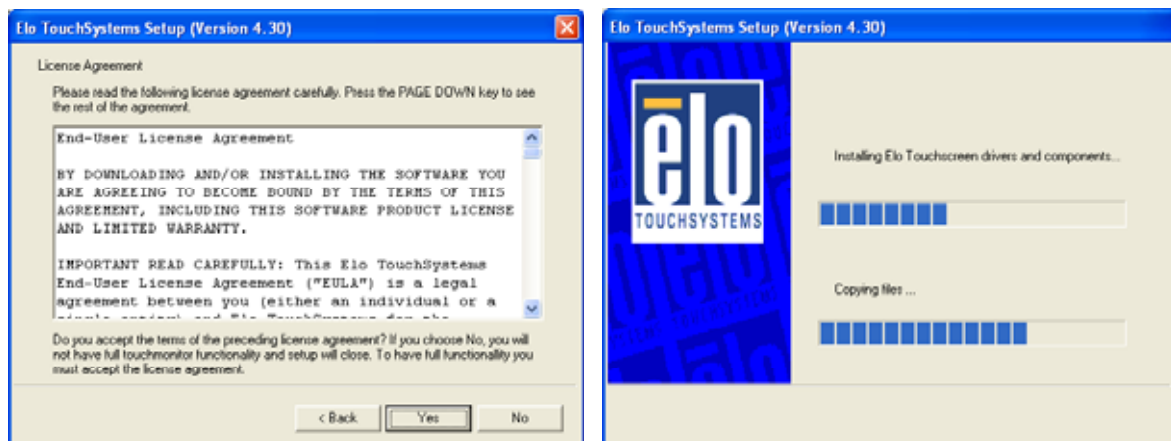 Elo TouchSystems Setup (Version 4.30)
License Agreement
Please read the following license agreement carefully. Press the PAGE DOWN key to see
the rest of the agreement.
End-User License Agreement
BY DOWNLOADING AND/OR INSTALLING THE SOFTWARE YOU
ARE AGREEING TO BECOME BOUND BY THE TERMS OF THIS
AGREEMENT, INCLUDING THIS SOFTWARE PRODUCT LICENSE
AND LIMITED WARRANTY.
IMPORTANT READ CAREFULLY: This Elo TouchSystems
End-User License Agreement ("EULA") is a legal
agreement between you (either an individual or a
Do you accept the terms of the preceding license agreement? If you choose No, you will
not have full touchmonitor functionality and setup will close. To have full functionality you
must accept the license agreement.
< Back
Yes
No
Elo TouchSystems Setup (Version 4.30)
elo
TOUCHSYSTEMS
Installing Elo Touchscreen drivers and components...
Copying files ...